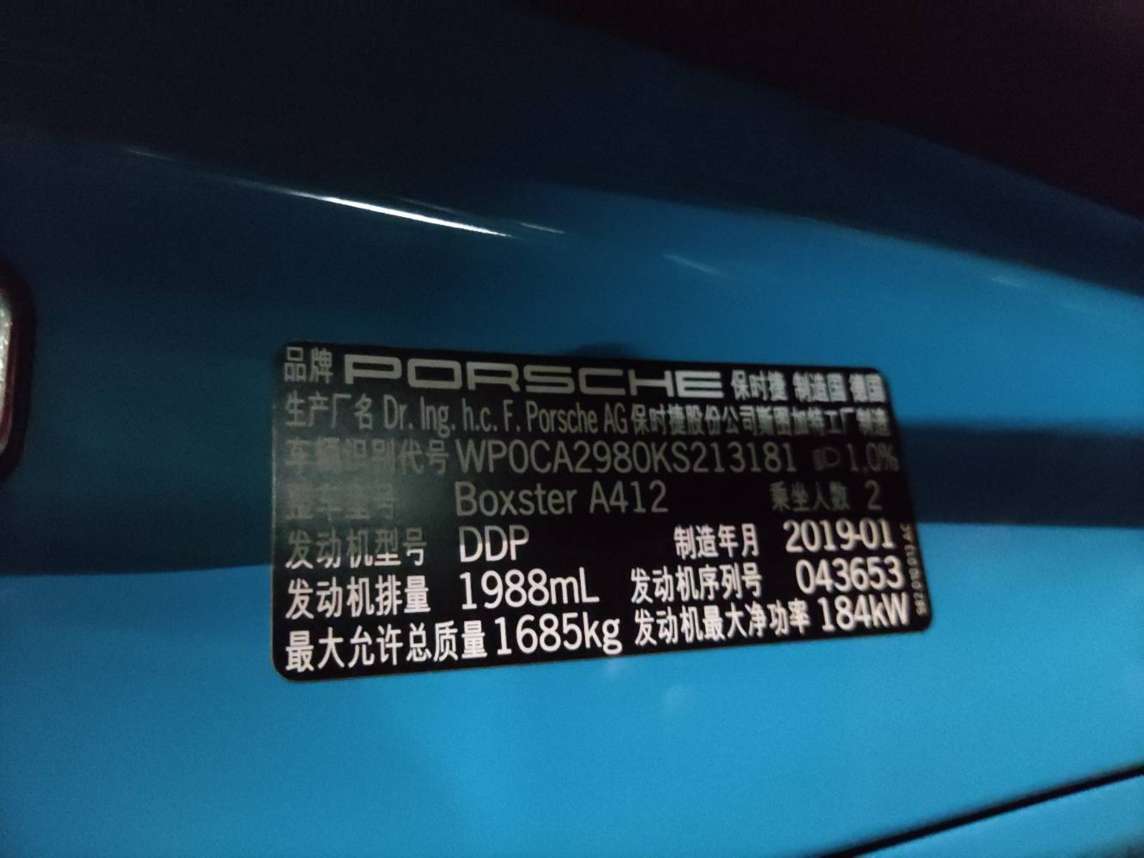 品牌 PORSCHE 保时捷 制造国 德国
生产厂名 Dr. Ing. h.c. F. Porsche AG 保时捷股份公司斯图加特工厂制造
车辆识别代号 WP0CA2980KS213181 1.0%
整车型号 Boxster A412 乘坐人数 2
发动机型号 DDP 制造年月 2019-01
发动机排量 1988mL 发动机序列号 043653
最大允许总质量 1685kg 发动机最大净功率 184kW